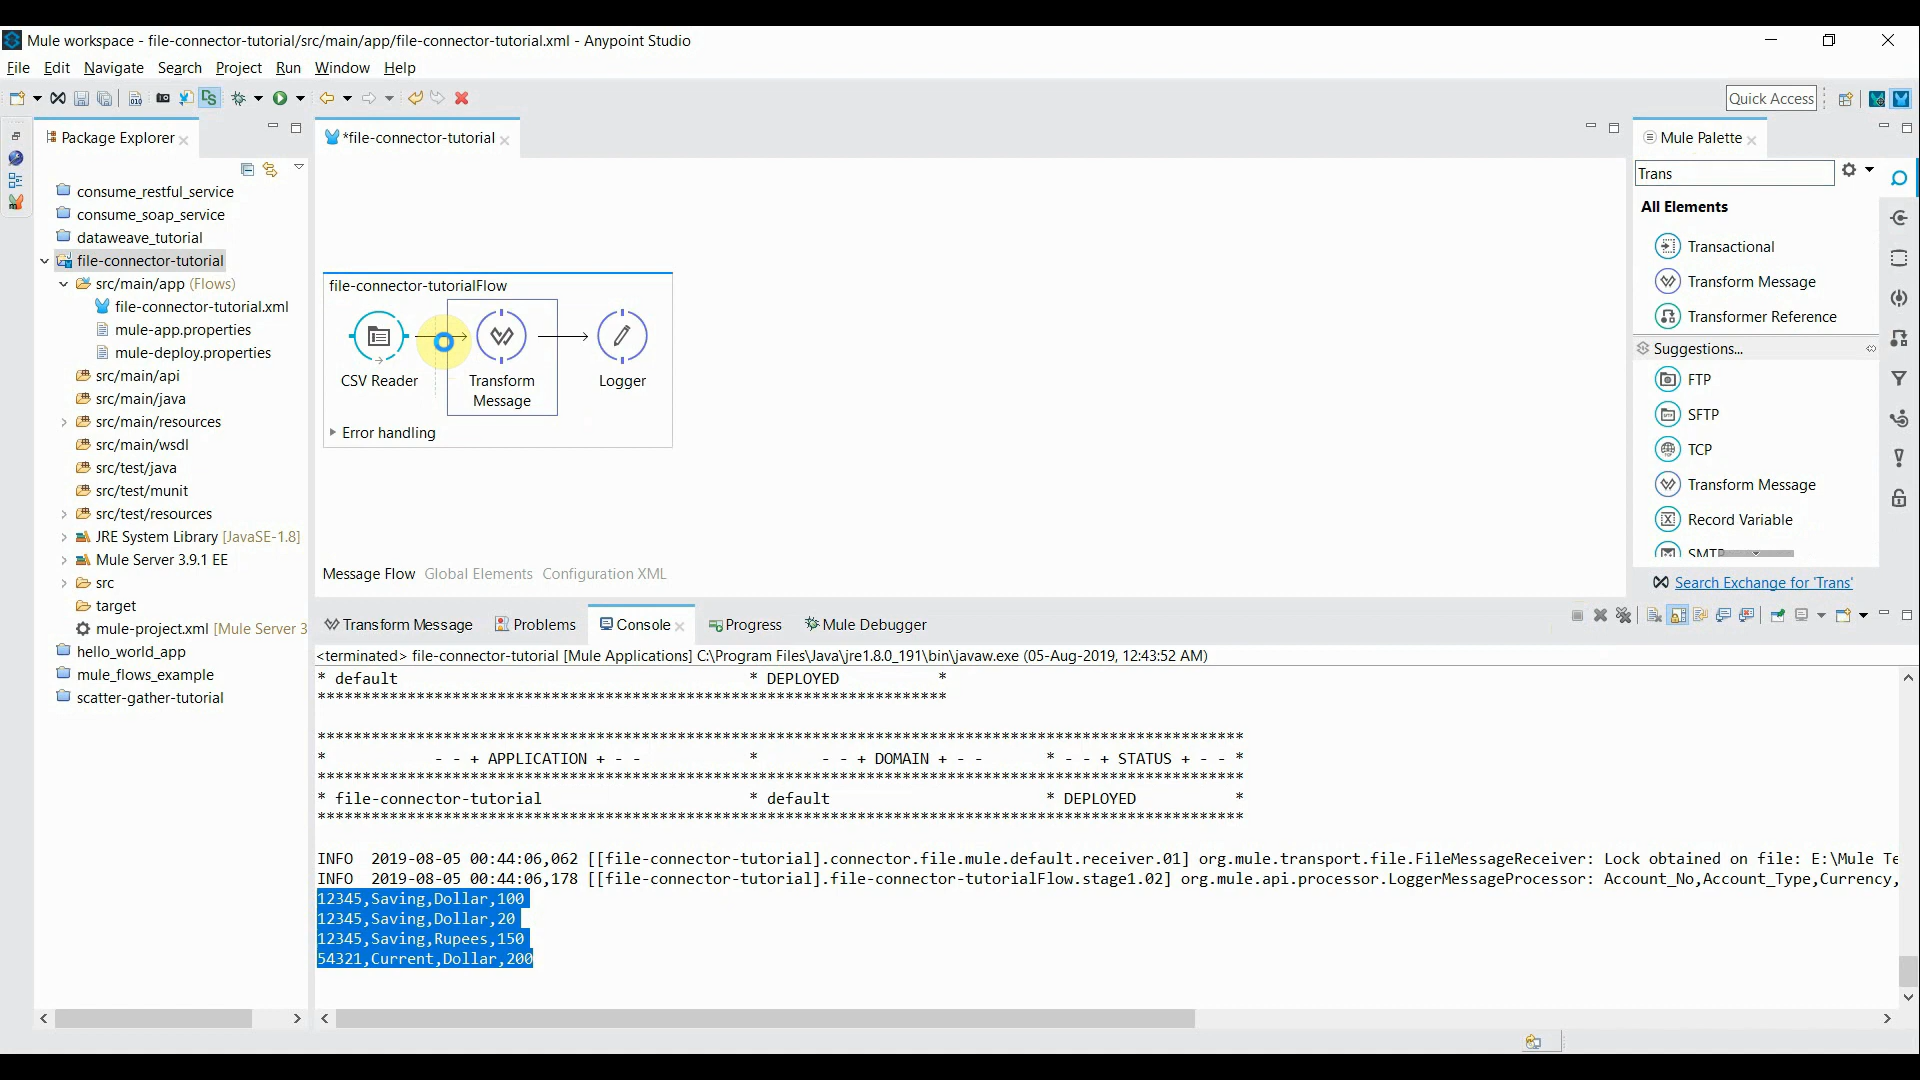 Mule workspace - file-connector-tutorial/src/main/app/file-connector-tutorial.xml - Anypoint Studio
File Edit Navigate Search Project Run Window Help
Quick Access
Package Explorer
*file-connector-tutorial
Mule Palette
Trans
consume_restful_service
consume_soap_service
dataweave_tutorial
file-connector-tutorial
src/main/app (Flows)
file-connector-tutorial.xml
mule-app.properties
mule-deploy.properties
src/main/api
src/main/java
src/main/resources
src/main/wsdl
src/test/java
src/test/munit
src/test/resources
JRE System Library [JavaSE-1.8]
Mule Server 3.9.1 EE
src
target
mule-project.xml [Mule Server 3
hello_world_app
mule_flows_example
scatter-gather-tutorial
file-connector-tutorialFlow
CSV Reader
Transform
Message
Logger
Error handling
Message Flow Global Elements Configuration XML
All Elements
Transactional
Transform Message
Transformer Reference
Suggestions...
FTP
SFTP
TCP
Transform Message
Record Variable
SMTP
Search Exchange for 'Trans'
Transform Message Problems Console Progress Mule Debugger
<terminated> file-connector-tutorial [Mule Applications] C:\Program Files\Java\jre1.8.0_191\bin\javaw.exe (05-Aug-2019, 12:43:52 AM)
* default * DEPLOYED *
**********************************************************************
*******************************************************************************************************
* - - + APPLICATION + - - * - - + DOMAIN + - - * - - + STATUS + - - *
*******************************************************************************************************
* file-connector-tutorial * default * DEPLOYED *
*******************************************************************************************************
INFO 2019-08-05 00:44:06,062 [[file-connector-tutorial].connector.file.mule.default.receiver.01] org.mule.transport.file.FileMessageReceiver: Lock obtained on file: E:\Mule Te
INFO 2019-08-05 00:44:06,178 [[file-connector-tutorial].file-connector-tutorialFlow.stage1.02] org.mule.api.processor.LoggerMessageProcessor: Account_No,Account_Type,Currency,
12345,Saving,Dollar,100
12345,Saving,Dollar,20
12345,Saving,Rupees,150
54321,Current,Dollar,200